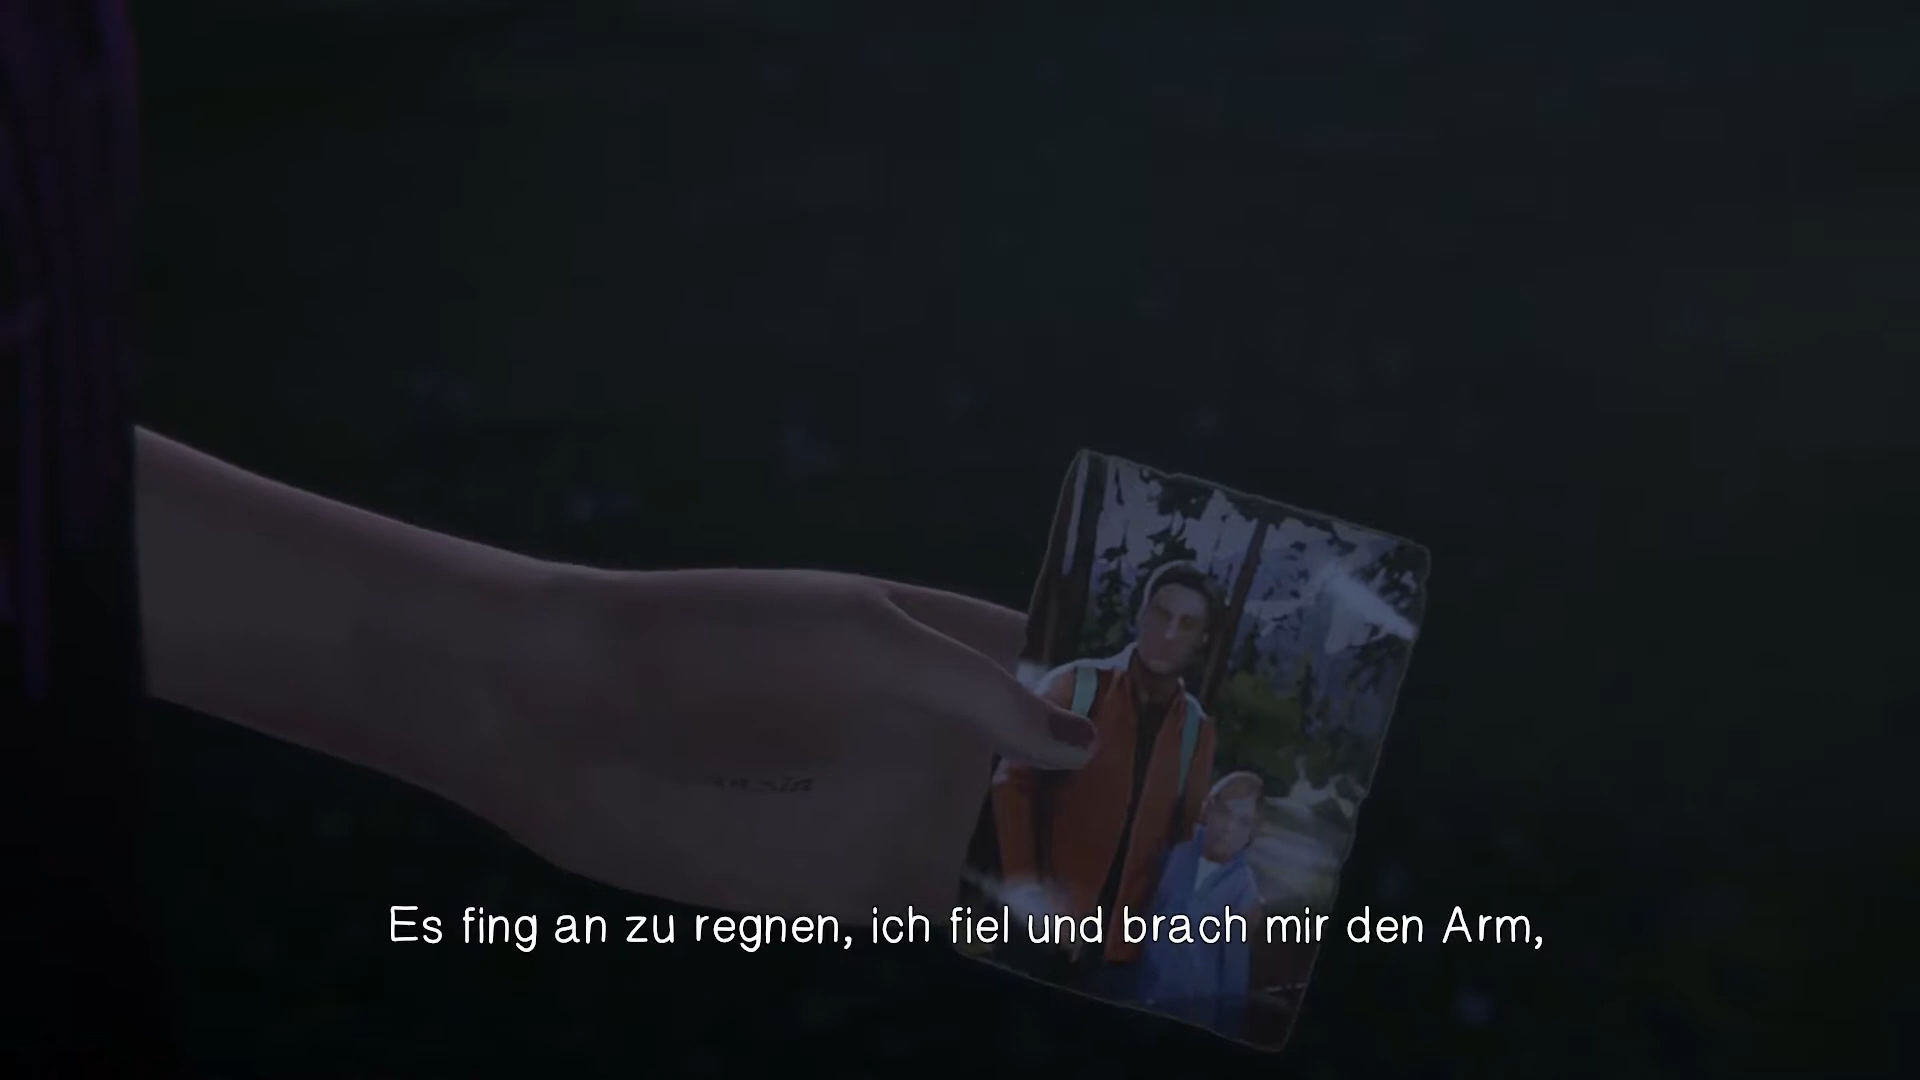 Es fing an zu regnen, ich fiel und brach mir den Arm,